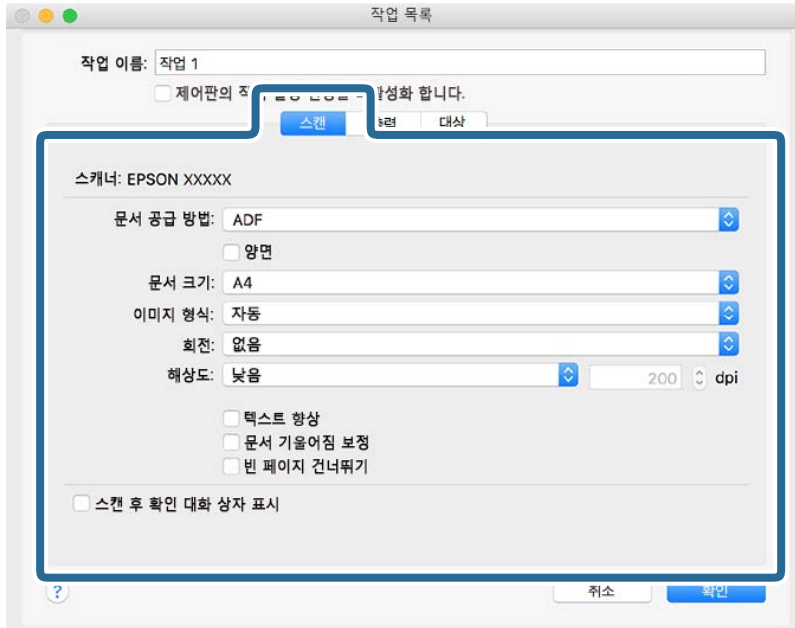 작업 목록
작업 이름: 작업 1
제어판의 합니다.
스캔 대상
스캐너: EPSON XXXXX
문서 공급 방법: ADF
양면
문서 크기: A4
이미지 형식: 자동
회전: 없음
해상도: 낮음 200 dpi
텍스트 향상
문서 기울어짐 보정
빈 페이지 건너뛰기
스캔 후 확인 대화 상자 표시
? 취소 확인